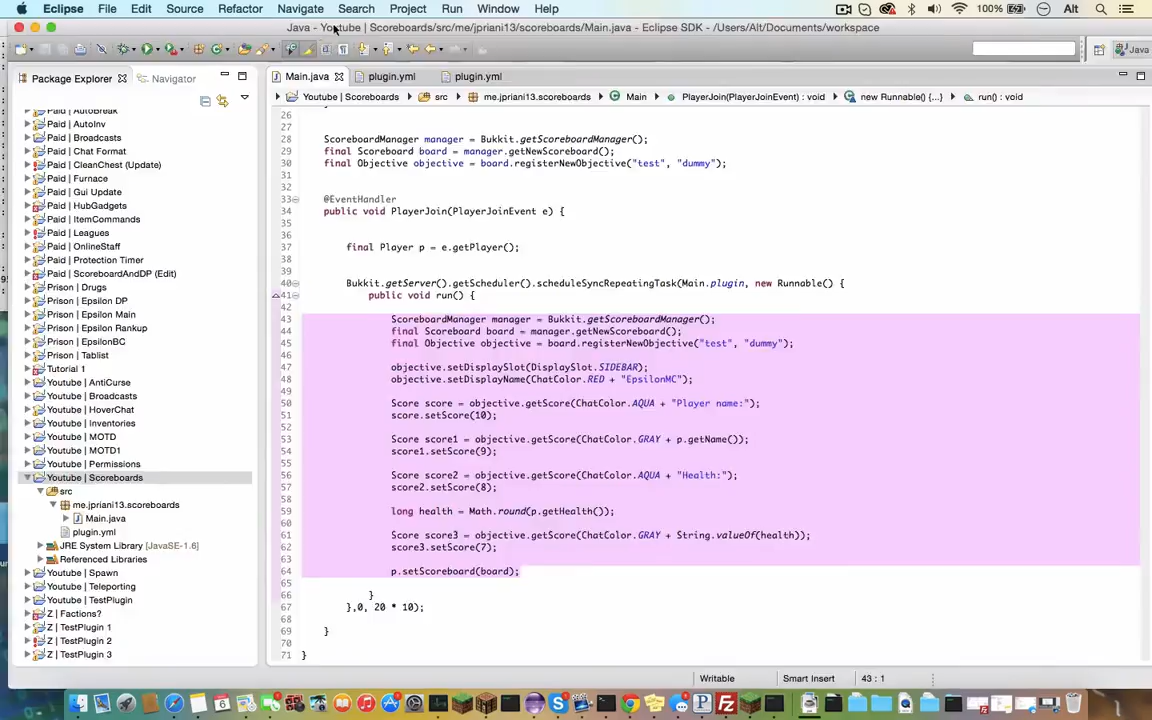 Eclipse File Edit Source Refactor Navigate Search Project Run Window Help 100% Alt
Java - Youtube | Scoreboards/src/me/jpriani13/scoreboards/Main.java - Eclipse SDK - /Users/Alt/Documents/workspace
Java
Package Explorer Navigator
Main.java plugin.yml plugin.yml
Youtube | Scoreboards src me.jpriani13.scoreboards Main PlayerJoin(PlayerJoinEvent) : void new Runnable() {...} run() : void
Paid | AutoBreak
Paid | AutoInv
Paid | Broadcasts
Paid | Chat Format
Paid | CleanChest (Update)
Paid | Furnace
Paid | Gui Update
Paid | HubGadgets
Paid | ItemCommands
Paid | Leagues
Paid | OnlineStaff
Paid | Protection Timer
Paid | ScoreboardAndDP (Edit)
Prison | Drugs
Prison | Epsilon DP
Prison | Epsilon Main
Prison | Epsilon Rankup
Prison | EpsilonBC
Prison | Tablist
Tutorial 1
Youtube | AntiCurse
Youtube | Broadcasts
Youtube | HoverChat
Youtube | Inventories
Youtube | MOTD
Youtube | MOTD1
Youtube | Permissions
Youtube | Scoreboards
src
me.jpriani13.scoreboards
Main.java
plugin.yml
JRE System Library [JavaSE-1.6]
Referenced Libraries
Youtube | Spawn
Youtube | Teleporting
Youtube | TestPlugin
Z | Factions?
Z | TestPlugin 1
Z | TestPlugin 2
Z | TestPlugin 3
26
27
28 ScoreboardManager manager = Bukkit.getScoreboardManager();
29 final Scoreboard board = manager.getNewScoreboard();
30 final Objective objective = board.registerNewObjective("test", "dummy");
31
32
33 @EventHandler
34 public void PlayerJoin(PlayerJoinEvent e) {
35
36
37 final Player p = e.getPlayer();
38
39
40 Bukkit.getServer().getScheduler().scheduleSyncRepeatingTask(Main.plugin, new Runnable() {
41 public void run() {
42
43 ScoreboardManager manager = Bukkit.getScoreboardManager();
44 final Scoreboard board = manager.getNewScoreboard();
45 final Objective objective = board.registerNewObjective("test", "dummy");
46
47 objective.setDisplaySlot(DisplaySlot.SIDEBAR);
48 objective.setDisplayName(ChatColor.RED + "EpsilonMC");
49
50 Score score = objective.getScore(ChatColor.AQUA + "Player name:");
51 score.setScore(10);
52
53 Score score1 = objective.getScore(ChatColor.GRAY + p.getName());
54 score1.setScore(9);
55
56 Score score2 = objective.getScore(ChatColor.AQUA + "Health:");
57 score2.setScore(8);
58
59 long health = Math.round(p.getHealth());
60
61 Score score3 = objective.getScore(ChatColor.GRAY + String.valueOf(health));
62 score3.setScore(7);
63
64 p.setScoreboard(board);
65
66 }
67 },0, 20 * 10);
68
69 }
70
71 }
Writable Smart Insert 43 : 1